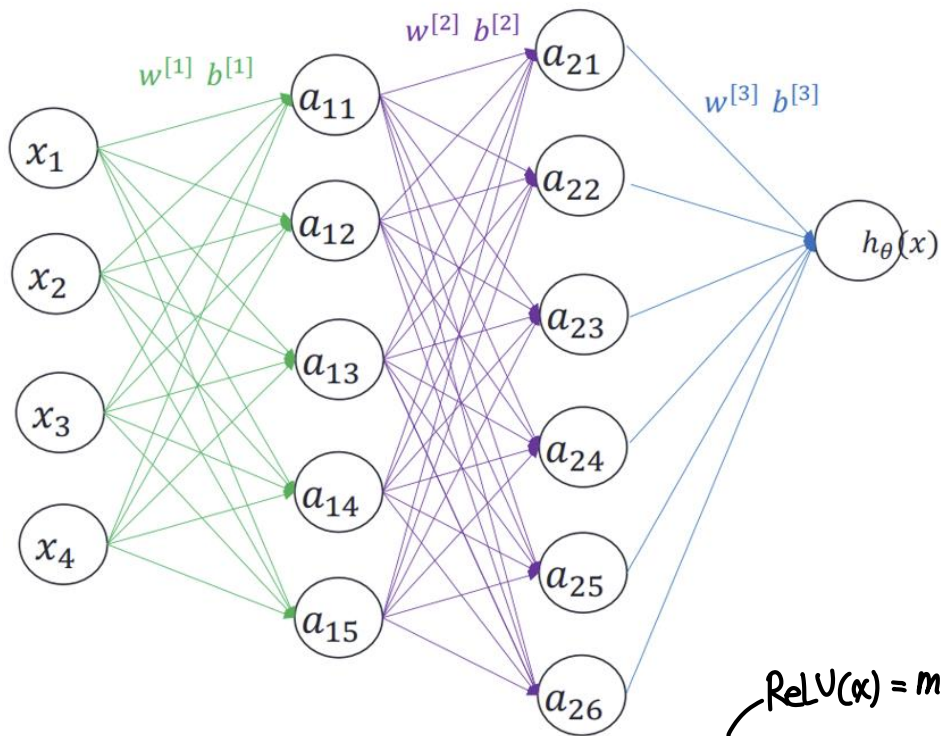 w^[1] b^[1]
w^[2] b^[2]
w^[3] b^[3]
x₁
x₂
x₃
x₄
a₁₁
a₁₂
a₁₃
a₁₄
a₁₅
a₂₁
a₂₂
a₂₃
a₂₄
a₂₅
a₂₆
h_θ(x)
ReLU(x) = m